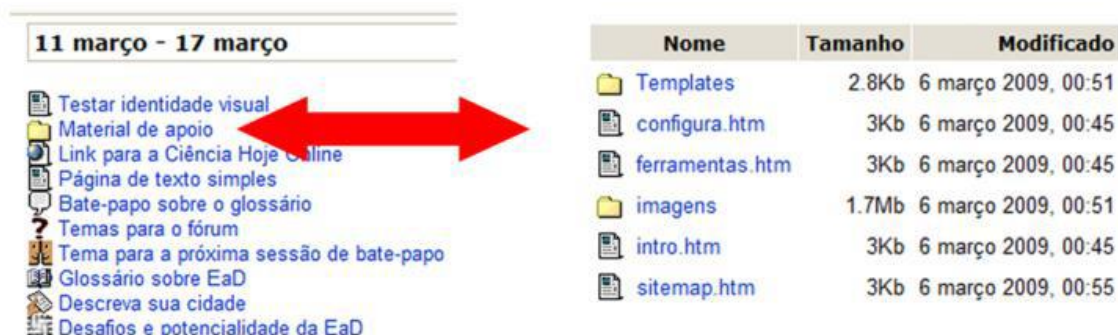 11 março - 17 março
Testar identidade visual
Material de apoio
Link para a Ciência Hoje Online
Página de texto simples
Bate-papo sobre o glossário
Temas para o fórum
Tema para a próxima sessão de bate-papo
Glossário sobre EaD
Descreva sua cidade
Desafios e potencialidade da EaD
Nome Tamanho Modificado
Templates 2.8Kb 6 março 2009, 00:51
configura.htm 3Kb 6 março 2009, 00:45
ferramentas.htm 3Kb 6 março 2009, 00:45
imagens 1.7Mb 6 março 2009, 00:51
intro.htm 3Kb 6 março 2009, 00:45
sitemap.htm 3Kb 6 março 2009, 00:55